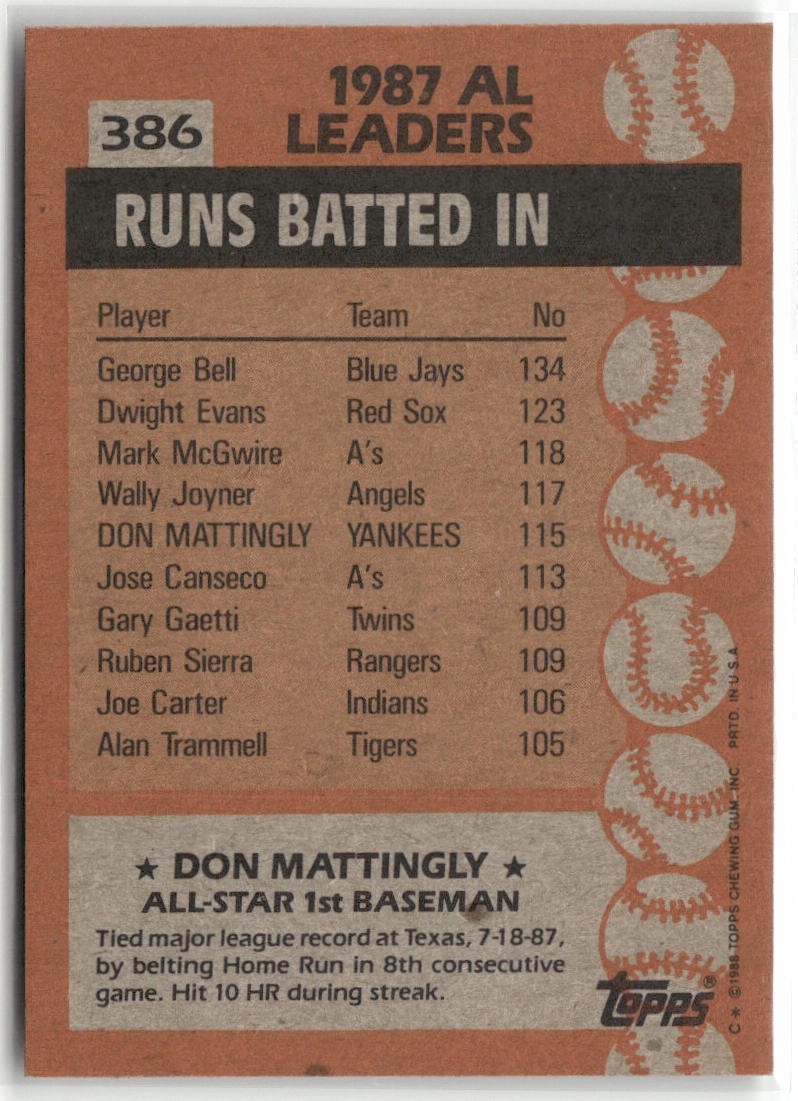 386
1987 AL
LEADERS
RUNS BATTED IN
Player Team No
George Bell Blue Jays 134
Dwight Evans Red Sox 123
Mark McGwire A's 118
Wally Joyner Angels 117
DON MATTINGLY YANKEES 115
Jose Canseco A's 113
Gary Gaetti Twins 109
Ruben Sierra Rangers 109
Joe Carter Indians 106
Alan Trammell Tigers 105
★ DON MATTINGLY ★
ALL-STAR 1st BASEMAN
Tied major league record at Texas, 7-18-87,
by belting Home Run in 8th consecutive
game. Hit 10 HR during streak.
TOPPS®
C * ©1988 TOPPS CHEWING GUM, INC PRTD. IN U.S.A.